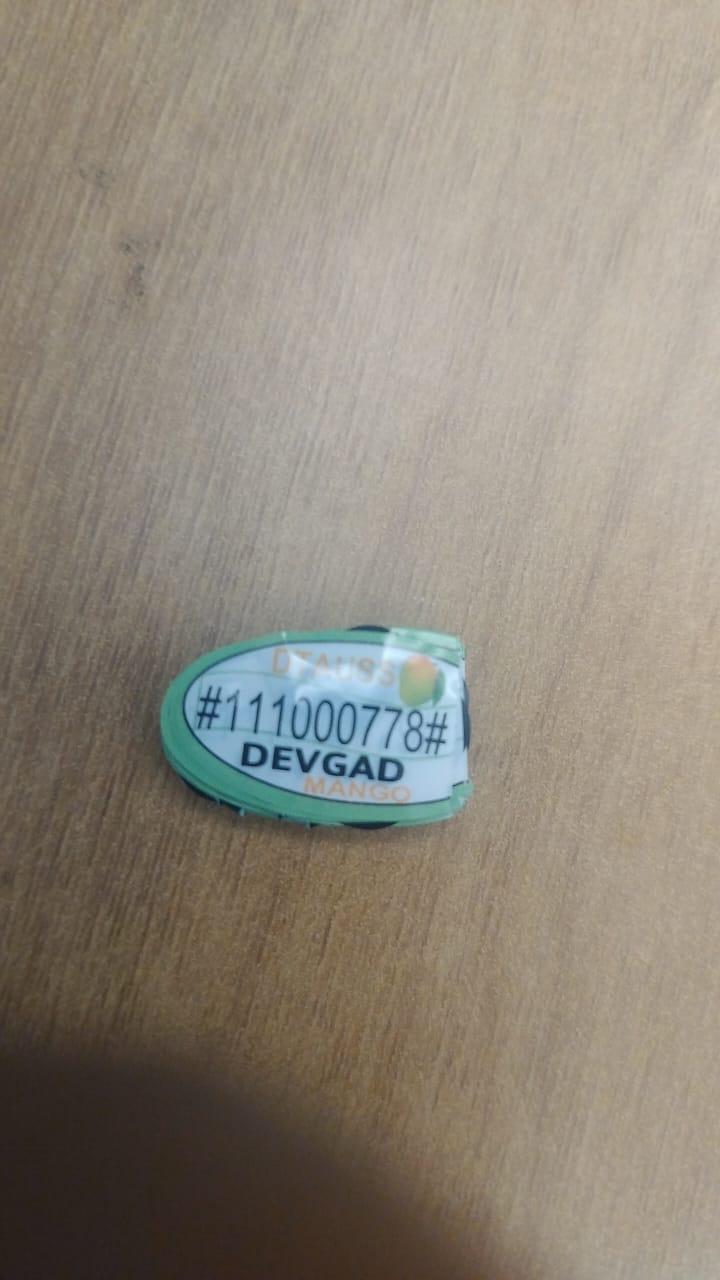 DTAUSS
#111000778#
DEVGAD
MANGO